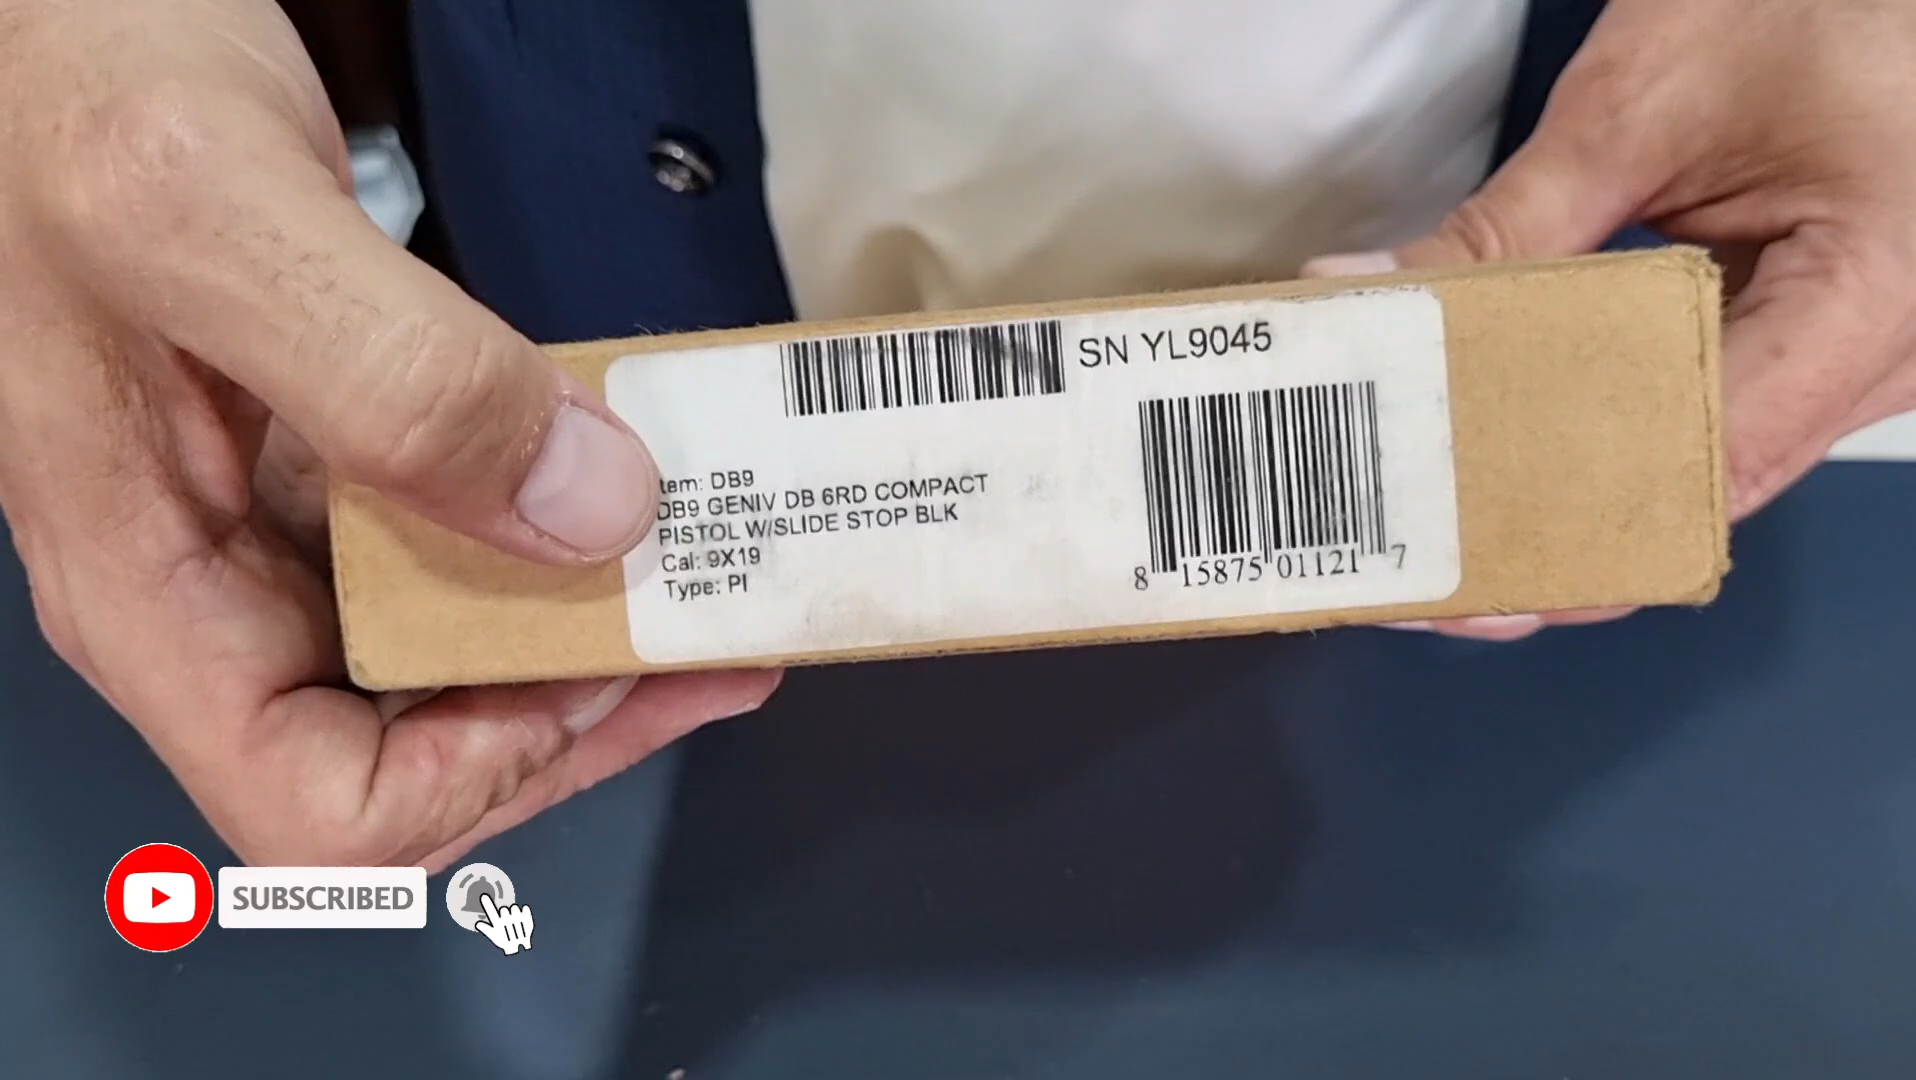 SN YL9045
tem: DB9
DB9 GENIV DB 6RD COMPACT
PISTOL W/SLIDE STOP BLK
Cal: 9X19
Type: PI
8 15875 01121 7
SUBSCRIBED